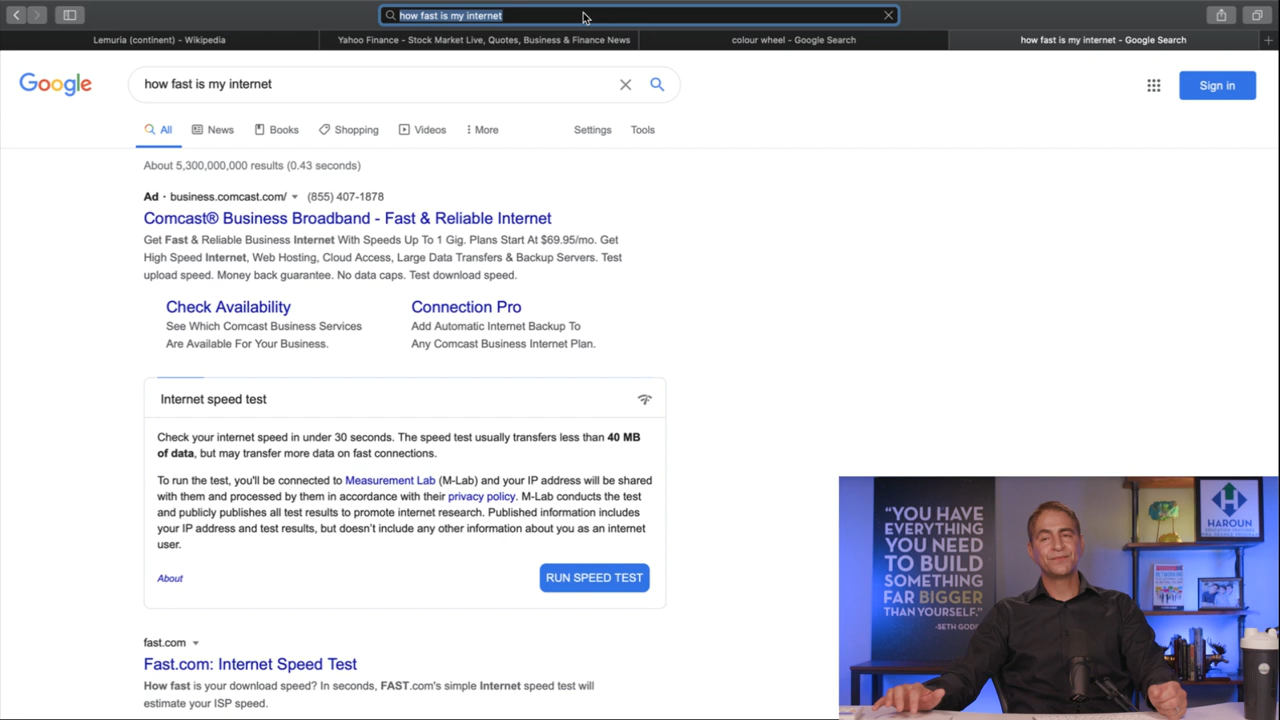 how fast is my internet
Lemuria (continent) – Wikipedia
Yahoo Finance - Stock Market Live, Quotes, Business & Finance News
colour wheel - Google Search
how fast is my internet - Google Search
Google
how fast is my internet
Sign in
All
News
Books
Shopping
Videos
More
Settings
Tools
About 5,300,000,000 results (0.43 seconds)
Ad · business.comcast.com/ (855) 407-1878
Comcast® Business Broadband - Fast & Reliable Internet
Get Fast & Reliable Business Internet With Speeds Up To 1 Gig. Plans Start At $69.95/mo. Get
High Speed Internet, Web Hosting, Cloud Access, Large Data Transfers & Backup Servers. Test
upload speed. Money back guarantee. No data caps. Test download speed.
Check Availability
See Which Comcast Business Services
Are Available For Your Business.
Connection Pro
Add Automatic Internet Backup To
Any Comcast Business Internet Plan.
Internet speed test
Check your internet speed in under 30 seconds. The speed test usually transfers less than 40 MB
of data, but may transfer more data on fast connections.
To run the test, you'll be connected to Measurement Lab (M-Lab) and your IP address will be shared
with them and processed by them in accordance with their privacy policy. M-Lab conducts the test
and publicly publishes all test results to promote internet research. Published information includes
your IP address and test results, but doesn't include any other information about you as an internet
user.
About
RUN SPEED TEST
fast.com
Fast.com: Internet Speed Test
How fast is your download speed? In seconds, FAST.com's simple Internet speed test will
estimate your ISP speed.
"YOU HAVE
EVERYTHING
YOU NEED
TO BUILD
SOMETHING
FAR BIGGER
THAN YOURSELF."
-SETH GODI
H
HAROUN